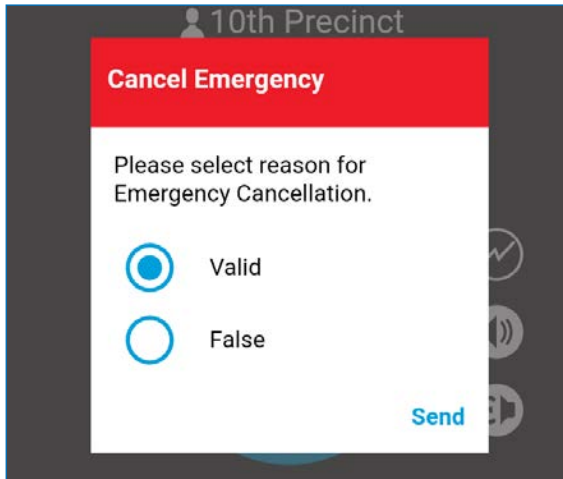 10th Precinct
Cancel Emergency
Please select reason for
Emergency Cancellation.
Valid
False
Send